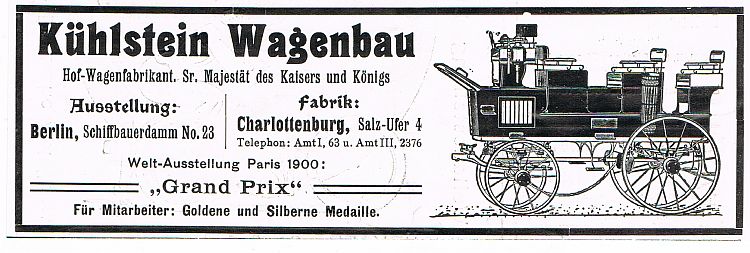 Kühlstein Wagenbau
Hof-Wagenfabrikant. Sr. Majestät des Kaisers und Königs
Ausstellung:
Berlin, Schiffbauerdamm No. 23
Fabrik:
Charlottenburg, Salz-Ufer 4
Telephon: Amt I, 63 u. Amt III, 2376
Welt-Ausstellung Paris 1900:
„Grand Prix“
Für Mitarbeiter: Goldene und Silberne Medaille.